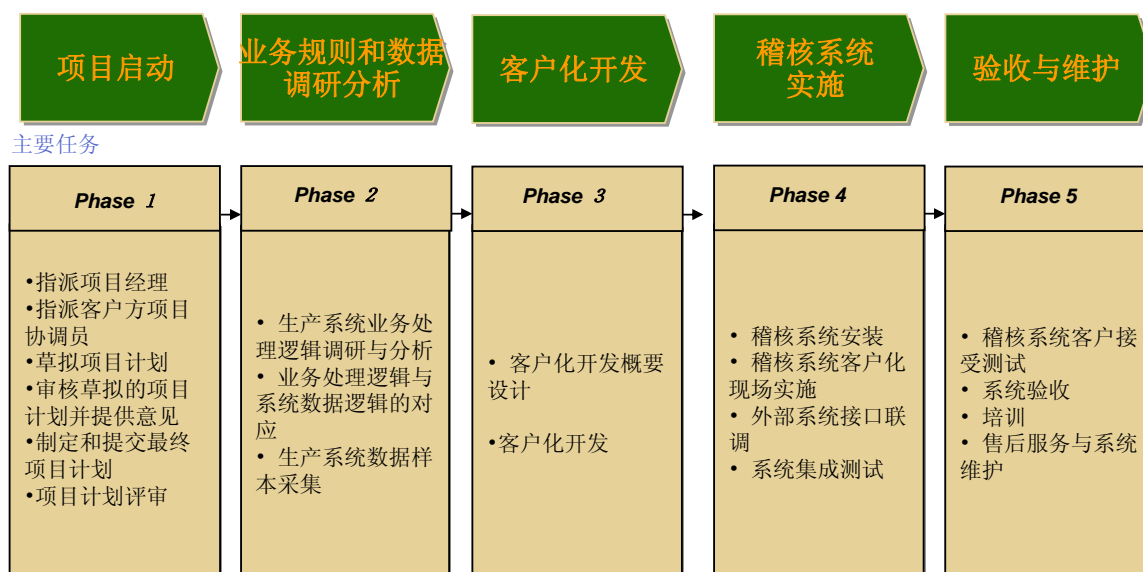 项目启动
业务规则和数据
调研分析
客户化开发
稽核系统
实施
验收与维护
主要任务
Phase 1
•指派项目经理
•指派客户方项目
协调员
•草拟项目计划
•审核草拟的项目
计划并提供意见
•制定和提交最终
项目计划
•项目计划评审
Phase 2
• 生产系统业务处
理逻辑调研与分析
• 业务处理逻辑与
系统数据逻辑的对
应
• 生产系统数据样
本采集
Phase 3
• 客户化开发概要
设计
•客户化开发
Phase 4
• 稽核系统安装
• 稽核系统客户化
现场实施
• 外部系统接口联
调
• 系统集成测试
Phase 5
• 稽核系统客户接
受测试
• 系统验收
• 培训
• 售后服务与系统
维护